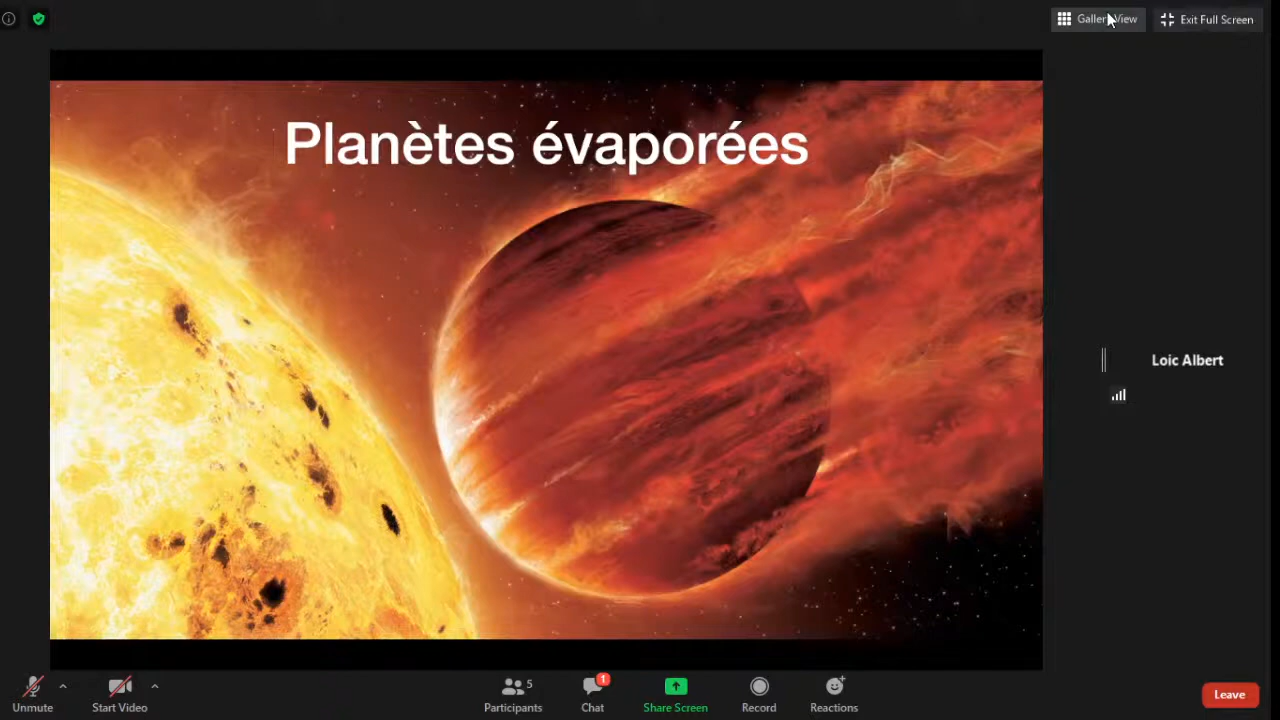 Gallery View
Exit Full Screen
Planètes évaporées
Loic Albert
5
1
Unmute
Start Video
Participants
Chat
Share Screen
Record
Reactions
Leave